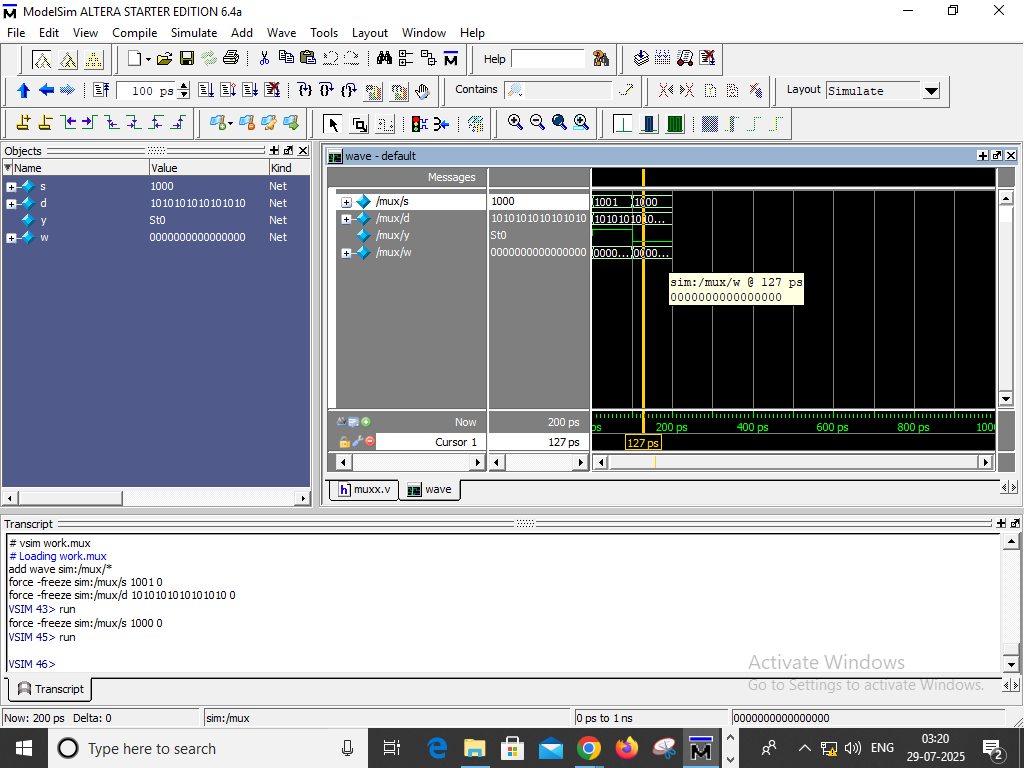 ModelSim ALTERA STARTER EDITION 6.4a
File Edit View Compile Simulate Add Wave Tools Layout Window Help
Help
100 ps
Contains
Layout Simulate
Objects
Name Value Kind
s 1000 Net
d 1010101010101010 Net
y St0 Net
w 0000000000000000 Net
wave - default
Messages
/mux/s 1000 1001 1000
/mux/d 1010101010101010 10101010 10...
/mux/y St0
/mux/w 0000000000000000 0000... 0000...
sim:/mux/w @ 127 ps
0000000000000000
Now 200 ps ps 200 ps 400 ps 600 ps 800 ps 1000
Cursor 1 127 ps 127 ps
muxx.v wave
Transcript
# vsim work.mux
# Loading work.mux
add wave sim:/mux/*
force -freeze sim:/mux/s 1001 0
force -freeze sim:/mux/d 1010101010101010 0
VSIM 43> run
force -freeze sim:/mux/s 1000 0
VSIM 45> run
VSIM 46>
Activate Windows
Go to Settings to activate Windows.
Transcript
Now: 200 ps Delta: 0 sim:/mux 0 ps to 1 ns 0000000000000000
Type here to search
ENG
03:20
29-07-2025
2